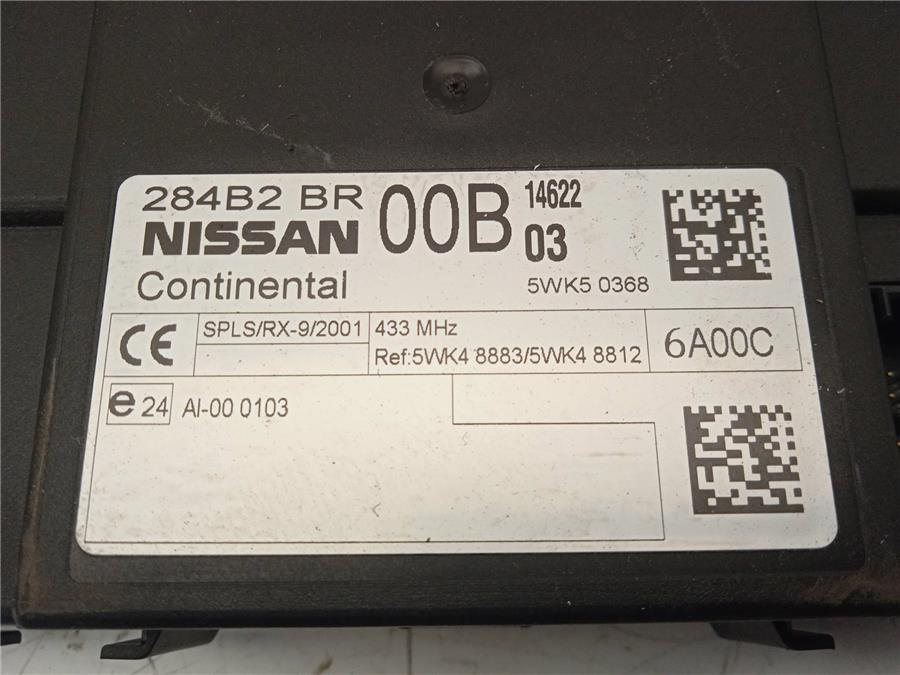 284B2 BR 00B 14622
NISSAN 03
Continental 5WK5 0368
CE SPLS/RX-9/2001 433 MHz 6A00C
Ref:5WK4 8883/5WK4 8812
e 24 AI-00 0103